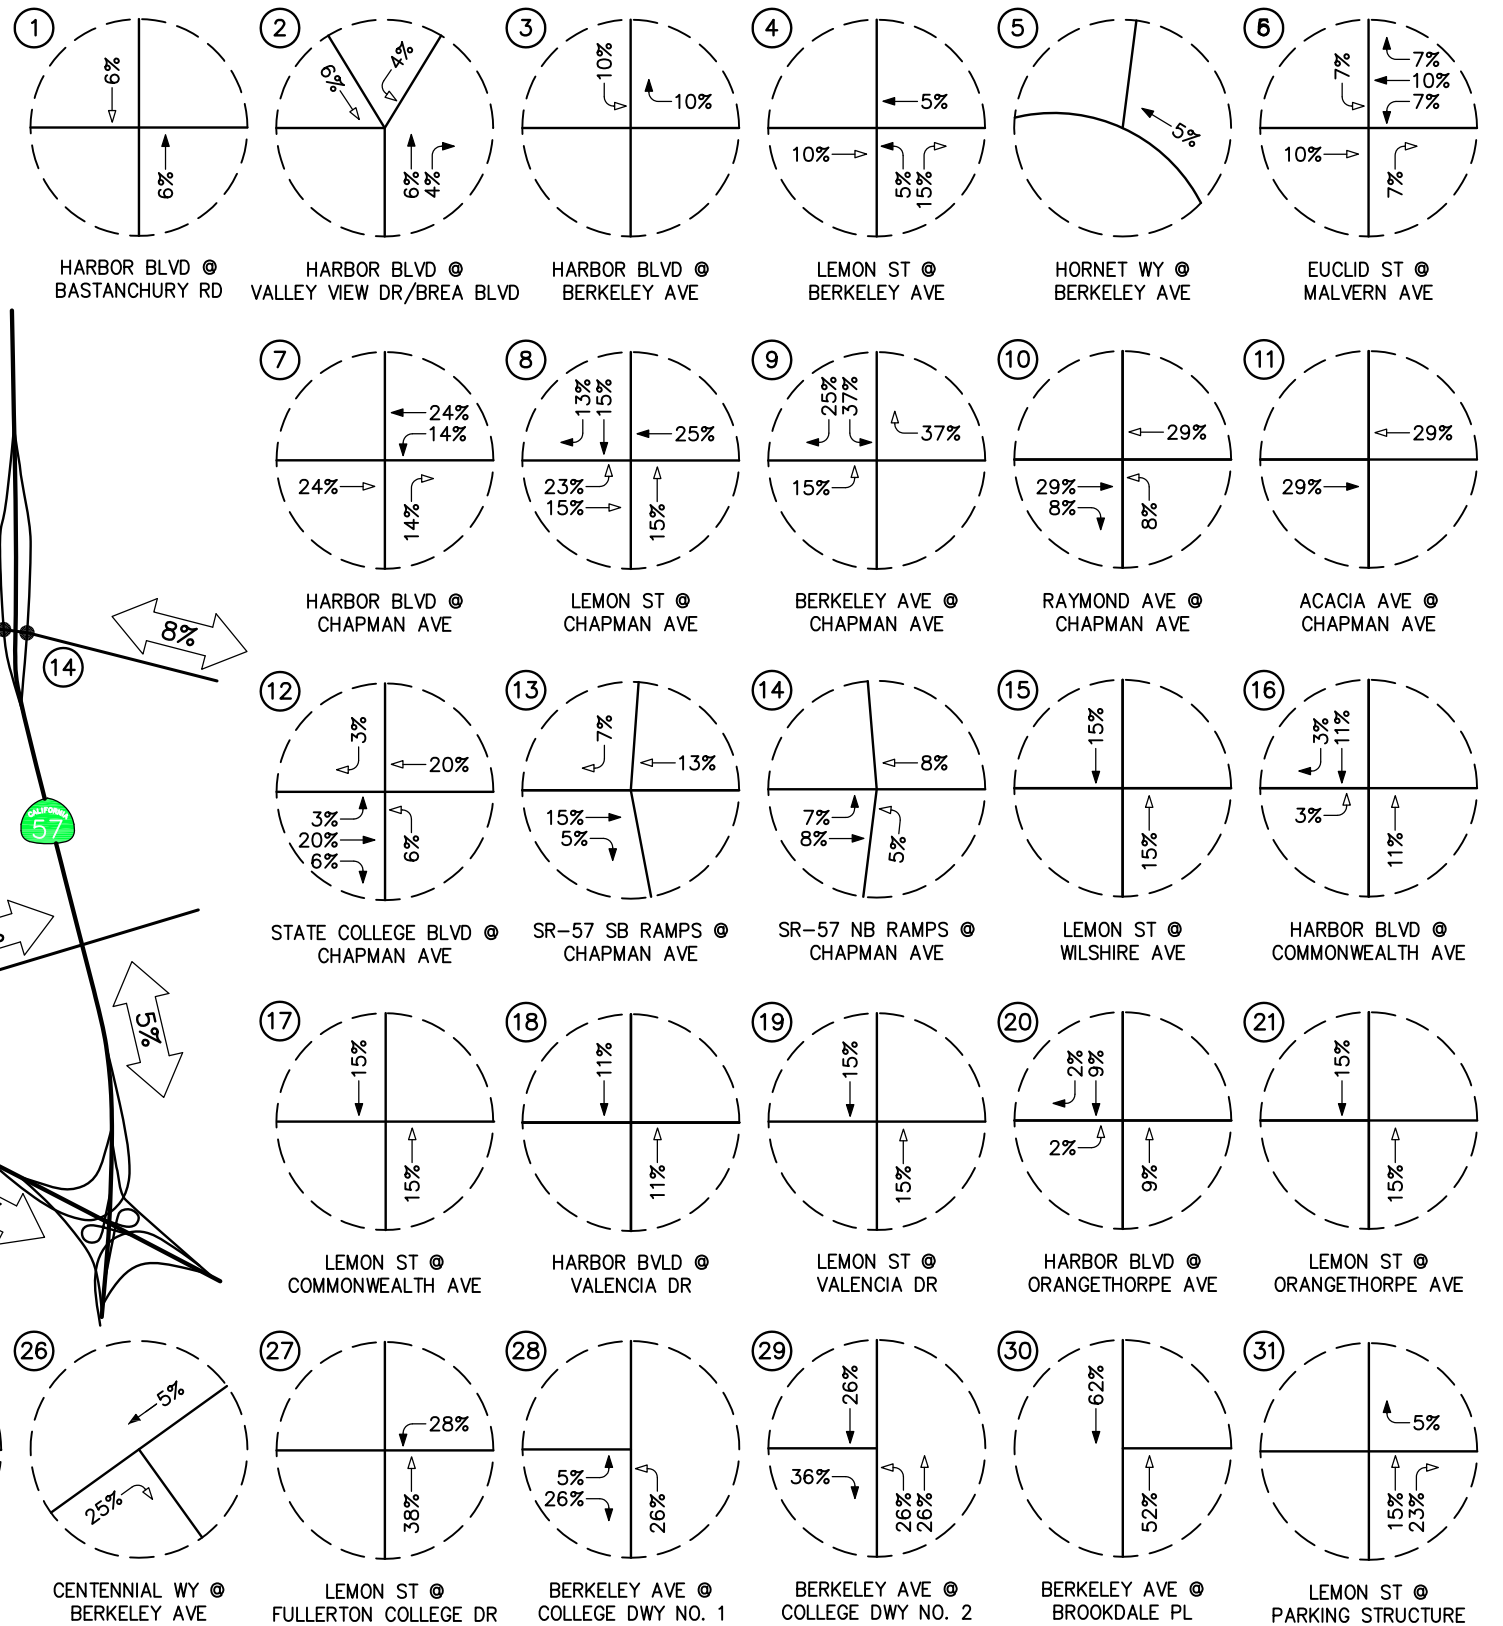 1
6%
6%
HARBOR BLVD @
BASTANCHURY RD
2
6%
4%
6%
4%
HARBOR BLVD @
VALLEY VIEW DR/BREA BLVD
3
10%
10%
HARBOR BLVD @
BERKELEY AVE
4
5%
10%
5%
15%
LEMON ST @
BERKELEY AVE
5
5%
HORNET WY @
BERKELEY AVE
7%
7%
10%
7%
10%
7%
EUCLID ST @
MALVERN AVE
7
24%
14%
24%
14%
HARBOR BLVD @
CHAPMAN AVE
8
13%
15%
25%
23%
15%
15%
LEMON ST @
CHAPMAN AVE
9
25%
37%
37%
15%
BERKELEY AVE @
CHAPMAN AVE
10
29%
29%
8%
8%
RAYMOND AVE @
CHAPMAN AVE
11
29%
29%
ACACIA AVE @
CHAPMAN AVE
8%
14
12
3%
20%
3%
20%
6%
6%
STATE COLLEGE BLVD @
CHAPMAN AVE
13
7%
13%
15%
5%
SR-57 SB RAMPS @
CHAPMAN AVE
14
8%
7%
8%
5%
SR-57 NB RAMPS @
CHAPMAN AVE
15
15%
15%
LEMON ST @
WILSHIRE AVE
16
3%
11%
3%
11%
HARBOR BLVD @
COMMONWEALTH AVE
CALIFORNIA
57
5%
17
15%
15%
LEMON ST @
COMMONWEALTH AVE
18
11%
11%
HARBOR BVLD @
VALENCIA DR
19
15%
15%
LEMON ST @
VALENCIA DR
20
2%
9%
2%
9%
HARBOR BLVD @
ORANGETHORPE AVE
21
15%
15%
LEMON ST @
ORANGETHORPE AVE
26
5%
25%
CENTENNIAL WY @
BERKELEY AVE
27
28%
38%
LEMON ST @
FULLERTON COLLEGE DR
28
5%
26%
26%
BERKELEY AVE @
COLLEGE DWY NO. 1
29
26%
36%
26%
26%
BERKELEY AVE @
COLLEGE DWY NO. 2
30
62%
52%
BERKELEY AVE @
BROOKDALE PL
31
5%
15%
23%
LEMON ST @
PARKING STRUCTURE